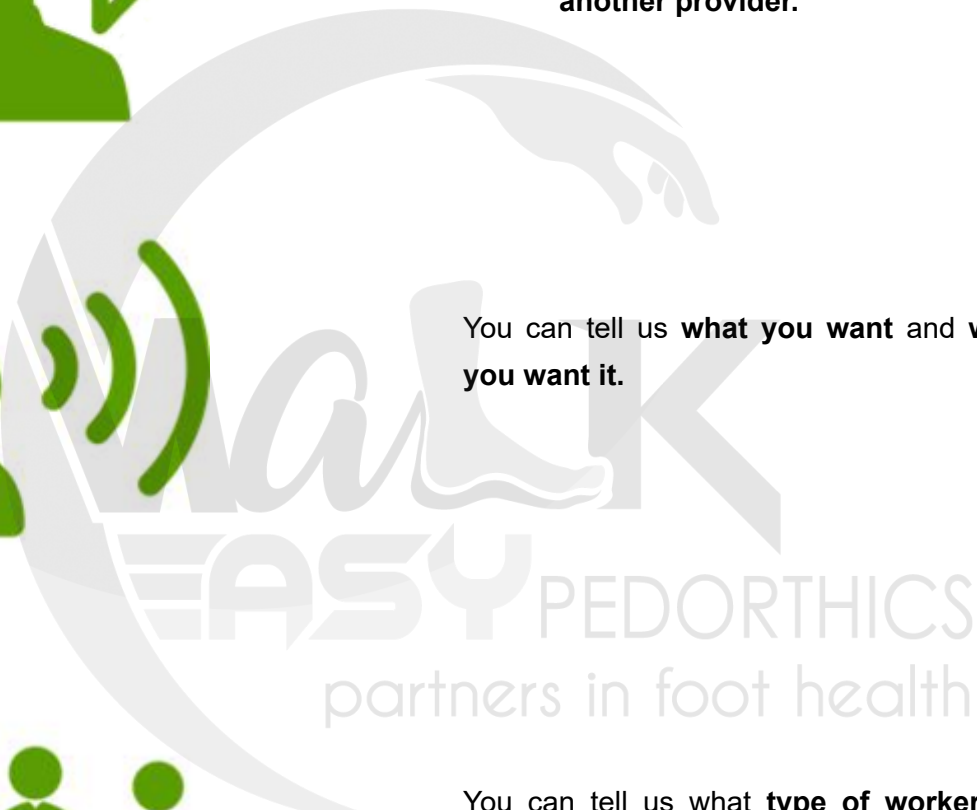 another provider.
You can tell us what you want and
you want it.
WalK
EASY PEDORTHICS
partners in foot health
You can tell us what type of worker